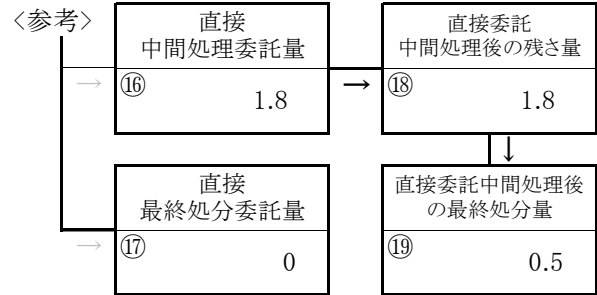 〈参考〉
直接
中間処理委託量
→
⑯
1.8
→
直接委託
中間処理後の残さ量
⑱
1.8
↓
直接
最終処分委託量
→
⑰
0
直接委託中間処理後
の最終処分量
⑲
0.5